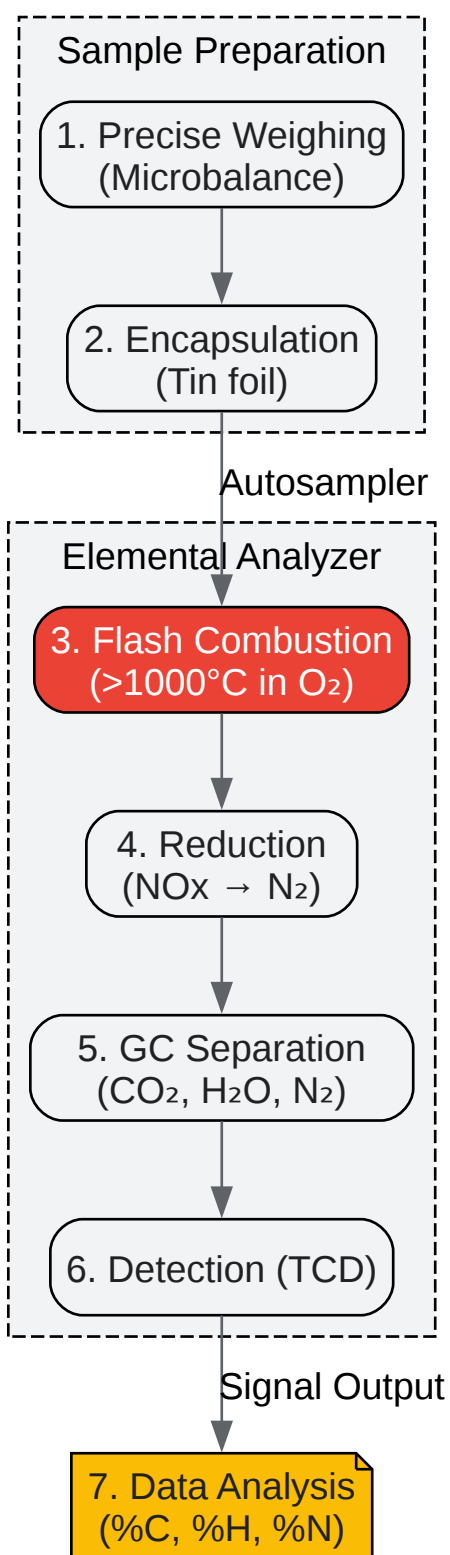 Sample Preparation
1. Precise Weighing
(Microbalance)
2. Encapsulation
(Tin foil)
Autosampler
Elemental Analyzer
3. Flash Combustion
(>1000°C in O₂)
4. Reduction
(NOx → N₂)
5. GC Separation
(CO₂, H₂O, N₂)
6. Detection (TCD)
Signal Output
7. Data Analysis
(%C, %H, %N)